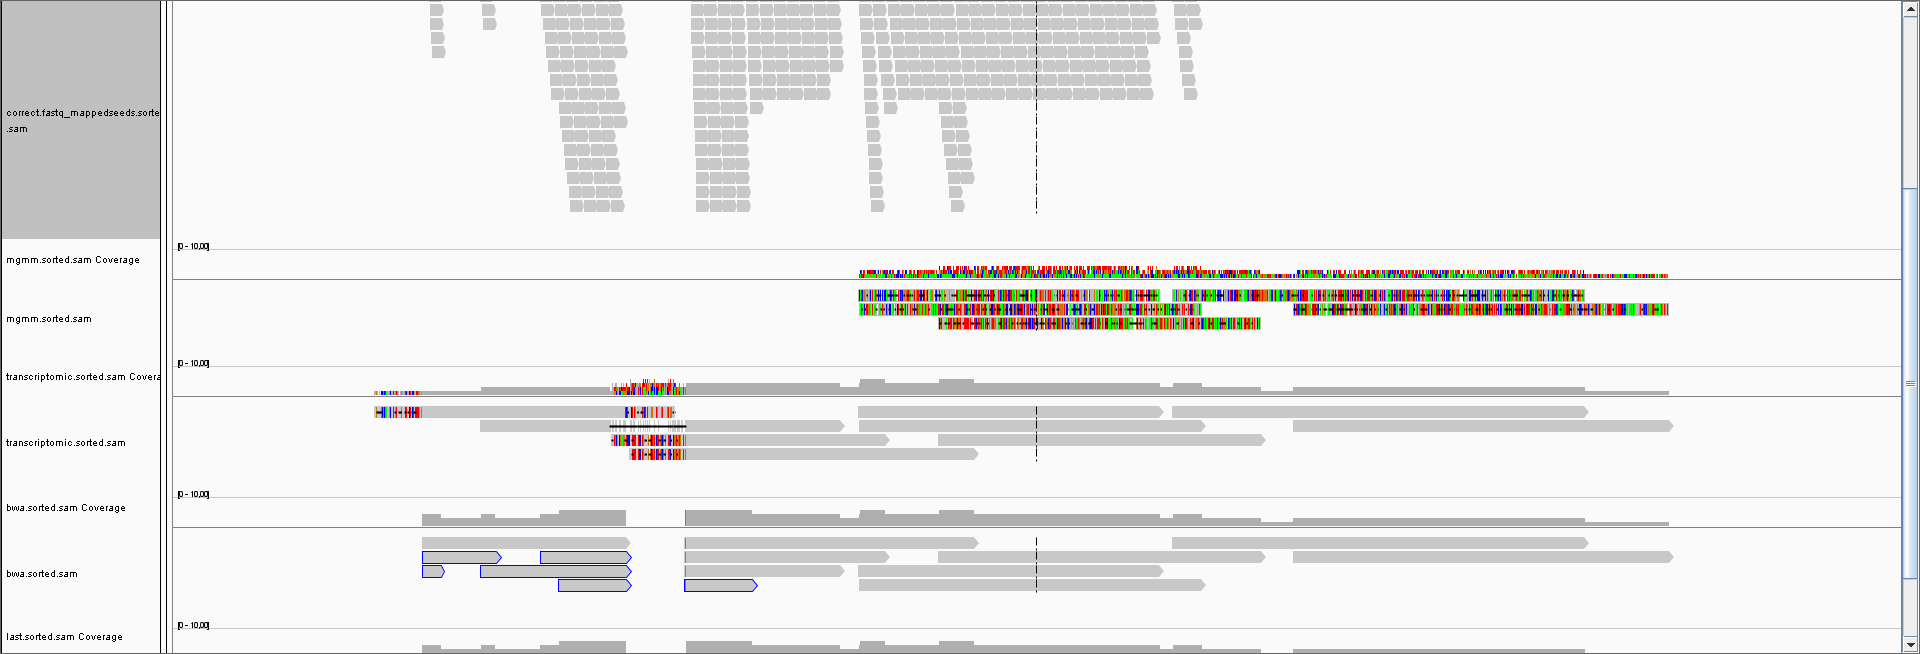 correct.fastq_mappedseeds.sorte
.sam
[0 - 10,00]
mgmm.sorted.sam Coverage
mgmm.sorted.sam
[0 - 10,00]
transcriptomic.sorted.sam Covera
transcriptomic.sorted.sam
[0 - 10,00]
bwa.sorted.sam Coverage
bwa.sorted.sam
[0 - 10,00]
last.sorted.sam Coverage